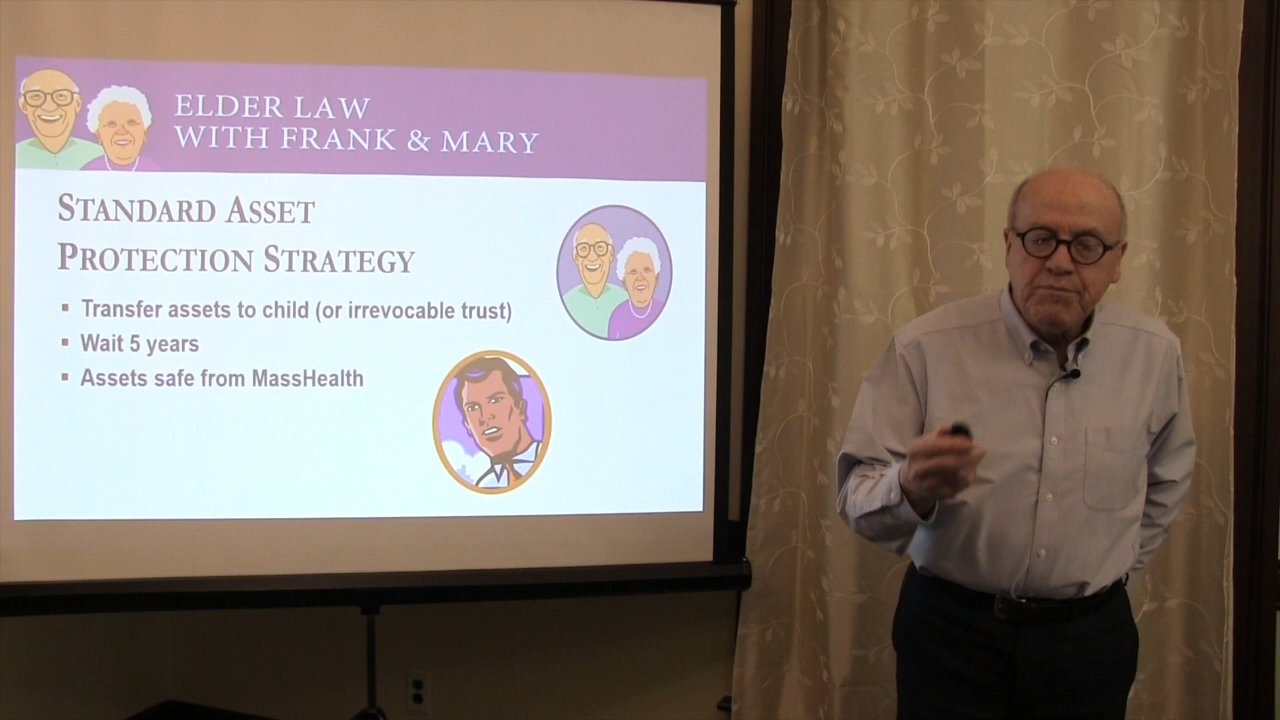 ELDER LAW
WITH FRANK & MARY
STANDARD ASSET
PROTECTION STRATEGY
▪ Transfer assets to child (or irrevocable trust)
▪ Wait 5 years
▪ Assets safe from MassHealth